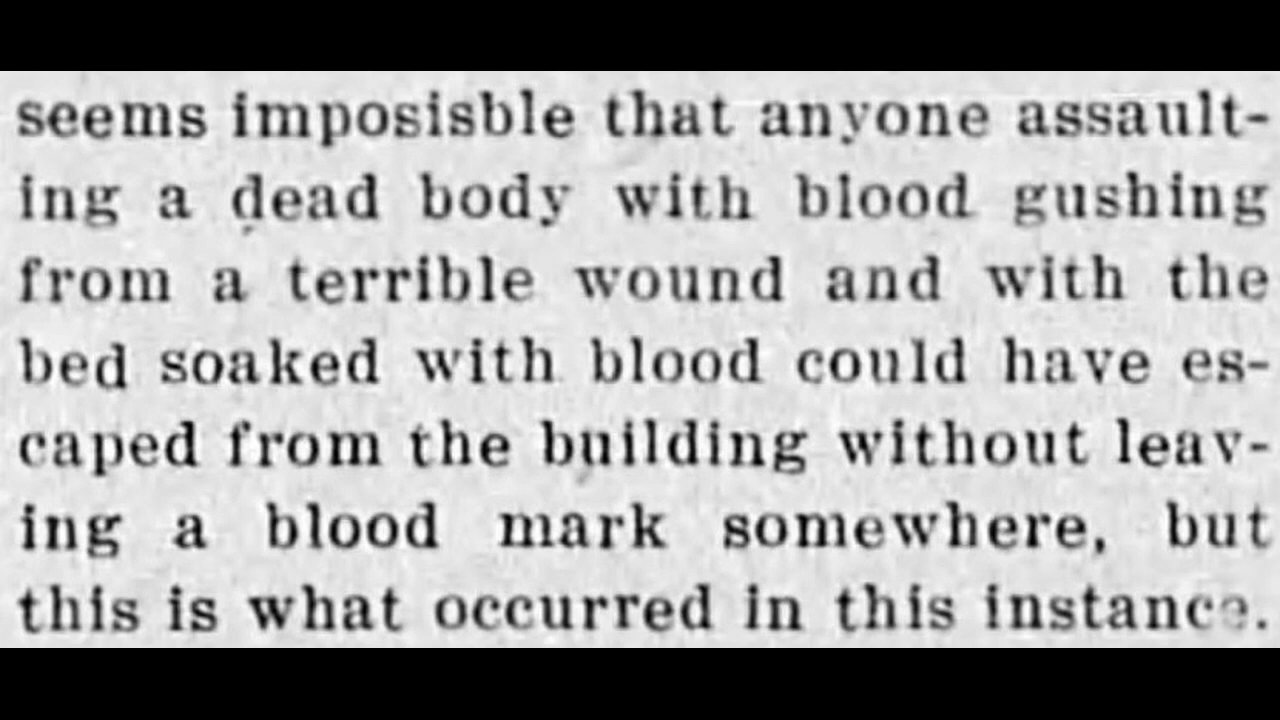 seems imposisble that anyone assault-
ing a dead body with blood gushing
from a terrible wound and with the
bed soaked with blood could have es-
caped from the building without leav-
ing a blood mark somewhere, but
this is what occurred in this instance.